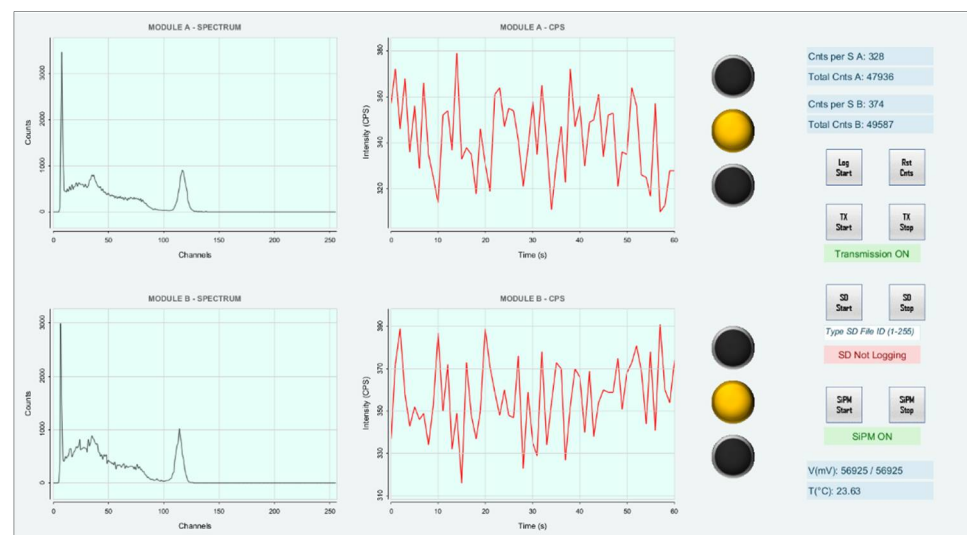 MODULE A - SPECTRUM
Counts
3000
2000
1000
0
0 50 100 150 200 250
Channels
MODULE A - CPS
Intensity (CPS)
380
360
340
320
0 10 20 30 40 50 60
Time (s)
Cnts per S A: 328
Total Cnts A: 47936
Cnts per S B: 374
Total Cnts B: 49587
Log Start
Rst Cnts
TX Start
TX Stop
Transmission ON
MODULE B - SPECTRUM
Counts
3000
2000
1000
0
0 50 100 150 200 250
Channels
MODULE B - CPS
Intensity (CPS)
390
370
350
330
310
0 10 20 30 40 50 60
Time (s)
SD Start
SD Stop
Type SD File ID (1-255)
SD Not Logging
SiPM Start
SiPM Stop
SiPM ON
V(mV): 56925 / 56925
T(°C): 23.63